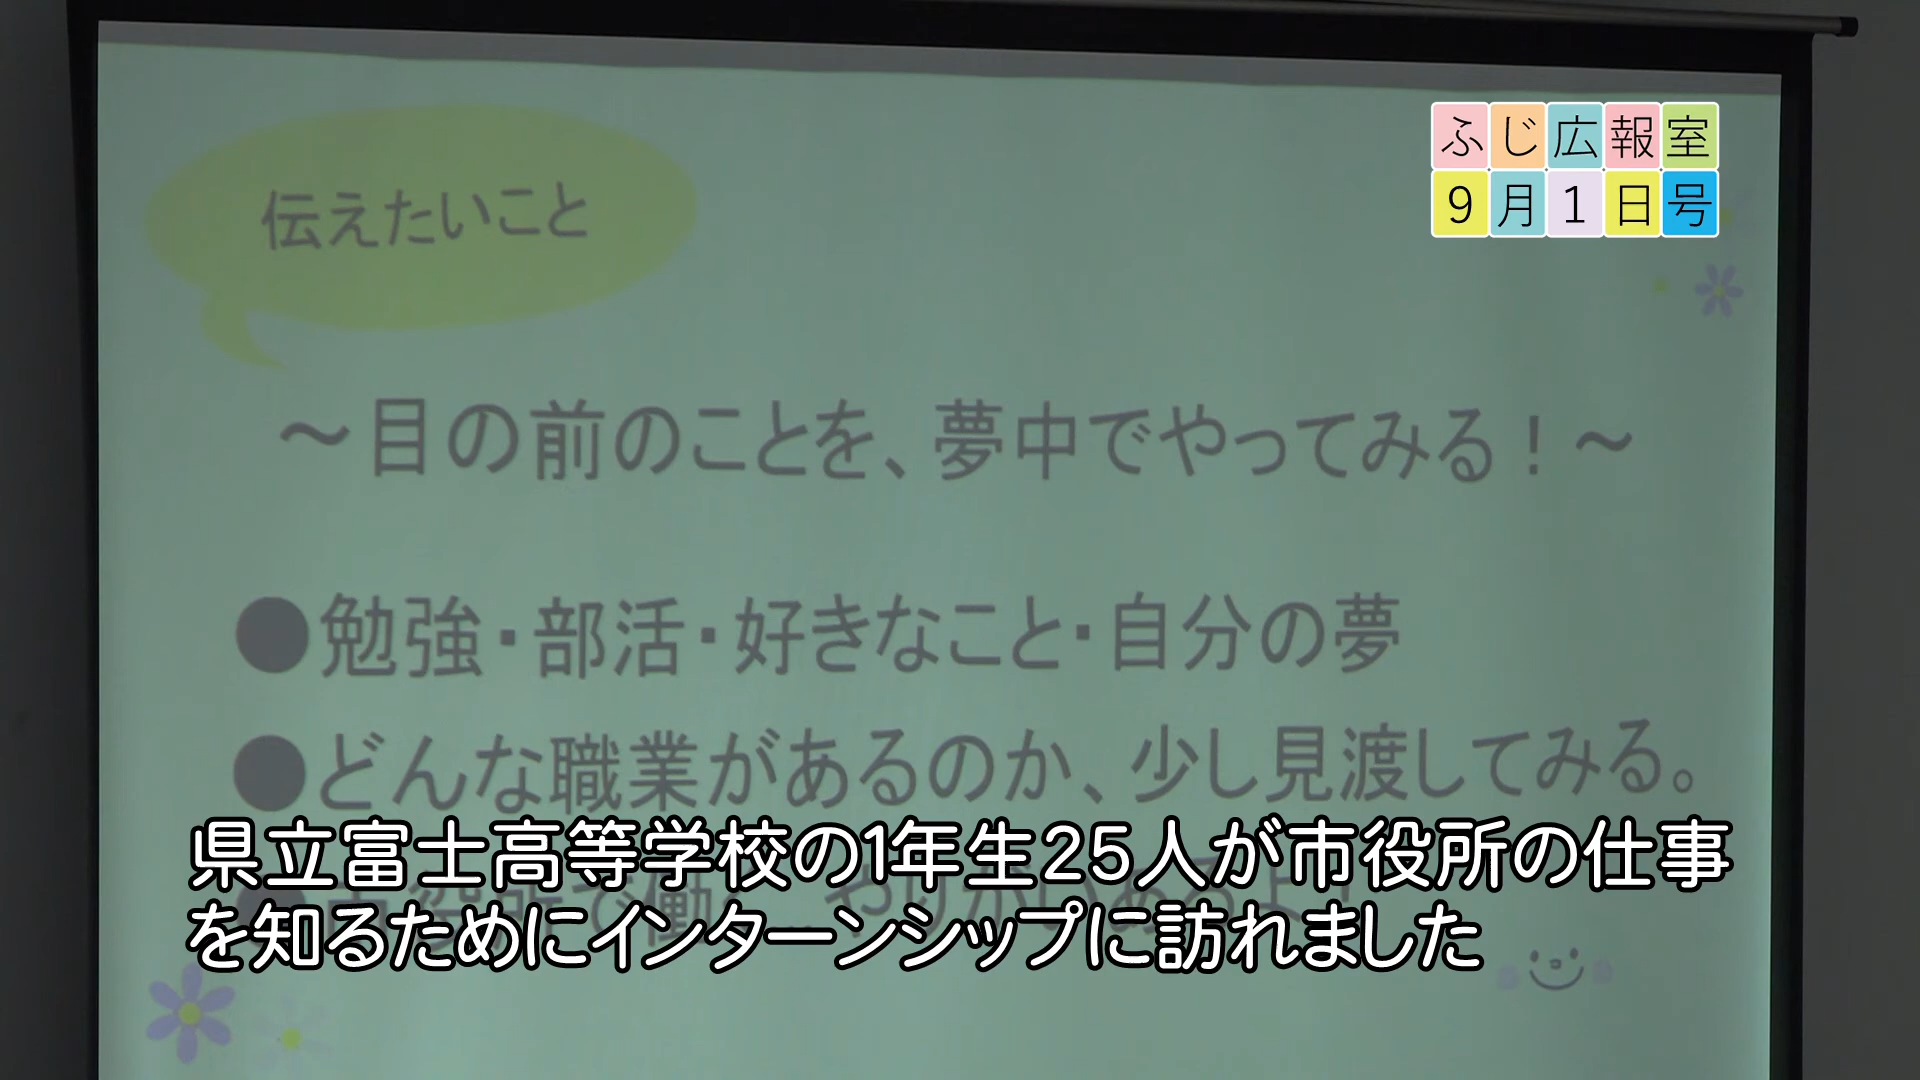 ふじ広報室
9月1日号
伝えたいこと
～目の前のことを、夢中でやってみる！～
●勉強・部活・好きなこと・自分の夢
●どんな職業があるのか、少し見渡してみる。
県立富士高等学校の1年生25人が市役所の仕事
を知るためにインターンシップに訪れました